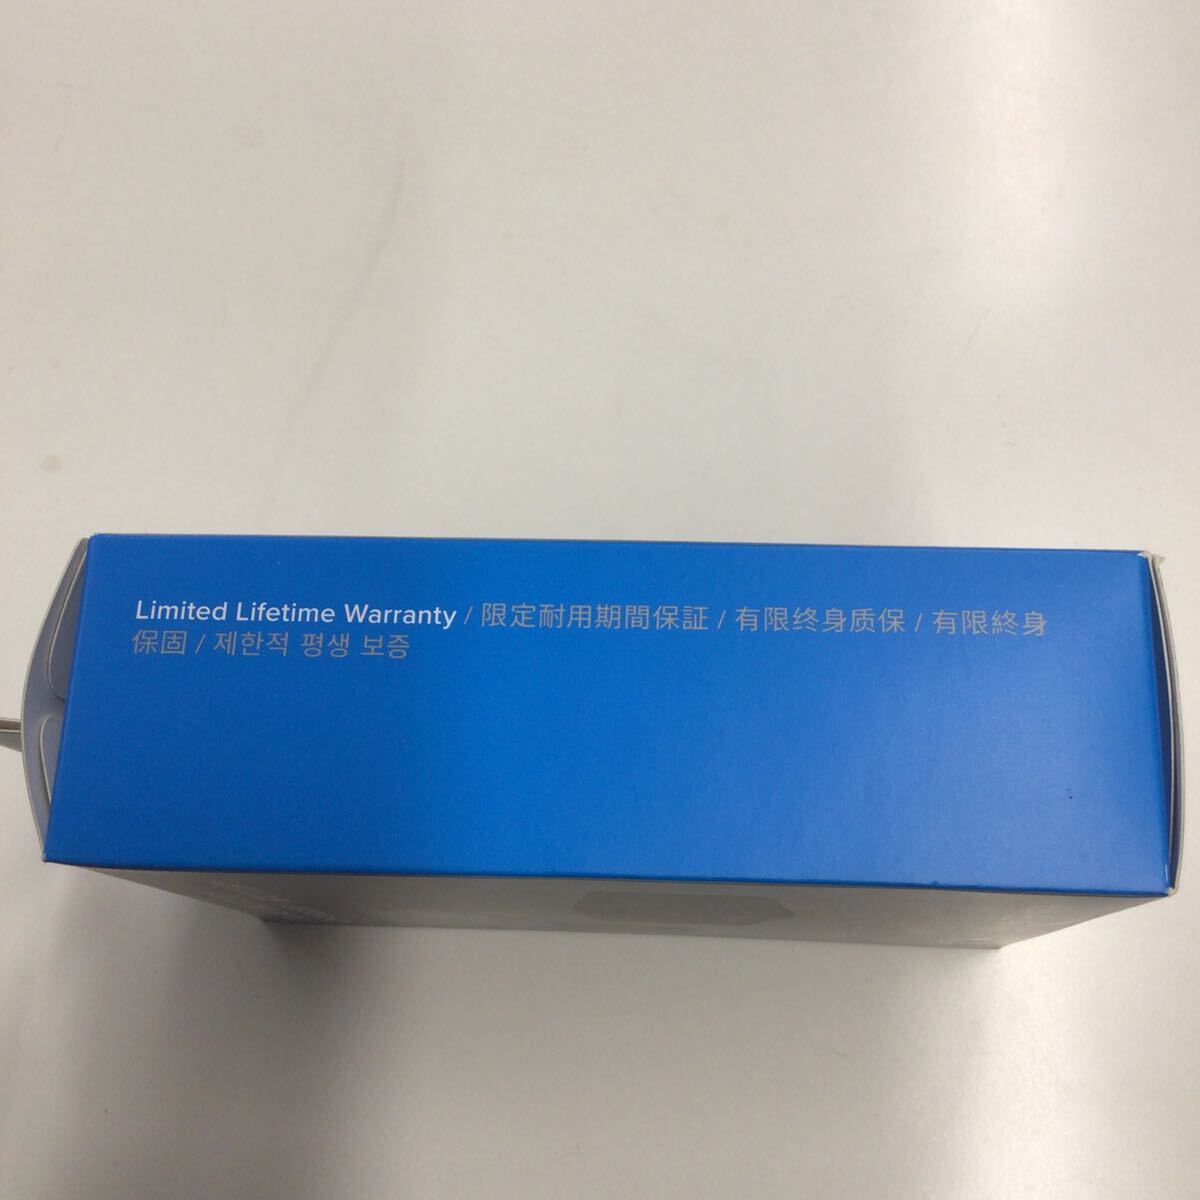 Limited Lifetime Warranty / 限定耐用期間保証 / 有限终身质保 / 有限終身
保固 / 제한적 평생 보증